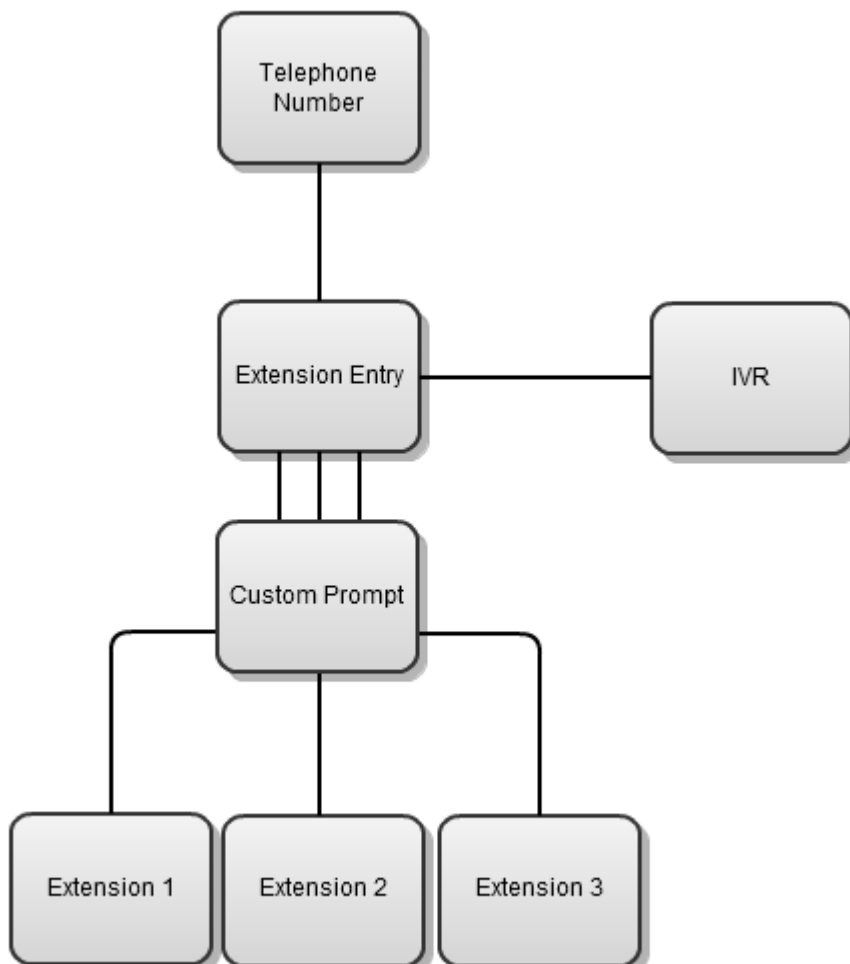 Telephone
Number
Extension Entry
IVR
Custom Prompt
Extension 1
Extension 2
Extension 3